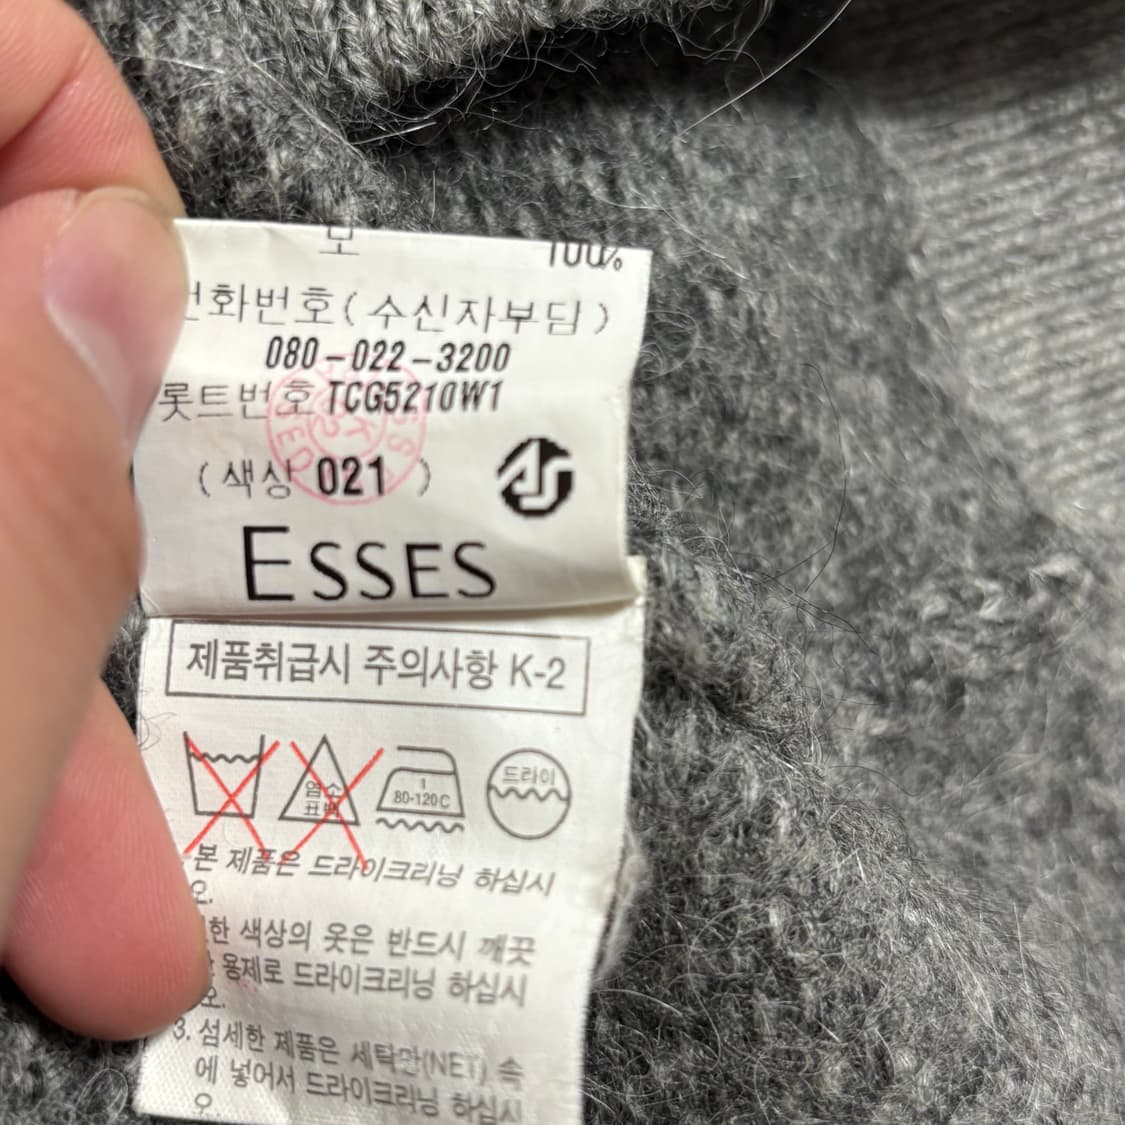 모 100%
전화번호(수신자부담)
080-022-3200
롯트번호 TCG5210W1
(색상 021 )
ESSES
제품취급시 주의사항 K-2
염소
표백
1
80-120C
드라이
본 제품은 드라이크리닝 하십시
오.
한 색상의 옷은 반드시 깨끗
용제로 드라이크리닝 하십시
오.
3. 섬세한 제품은 세탁만(NET) 속
에 넣어서 드라이크리닝 하십시
오.